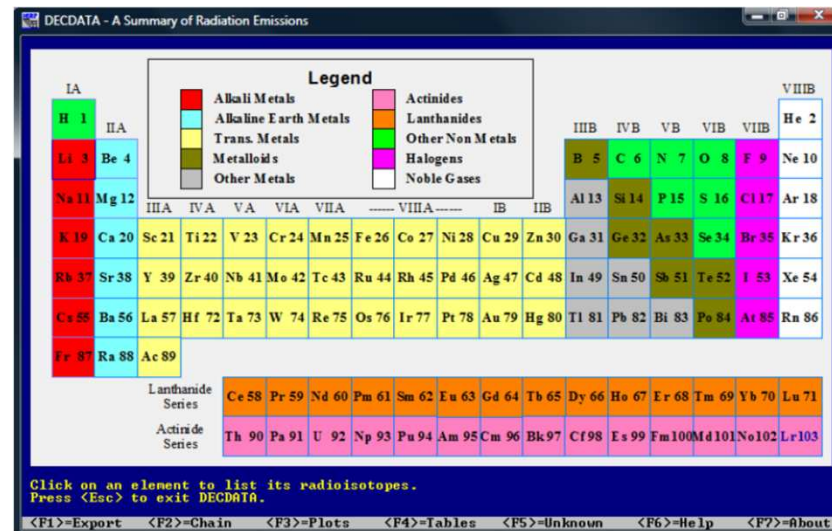 DECDATA - A Summary of Radiation Emissions
Legend
Alkali Metals Actinides
Alkaline Earth Metals Lanthanides
Trans. Metals Other Non Metals
Metalloids Halogens
Other Metals Noble Gases
IA VIIIB
H 1 IIA IIIB IVB VB VIB VIIB He 2
Li 3 Be 4 B 5 C 6 N 7 O 8 F 9 Ne 10
Na 11 Mg 12 IIIA IVA VA VIA VIIA ------ VIIIA ------ IB IIB Al 13 Si 14 P 15 S 16 Cl 17 Ar 18
K 19 Ca 20 Sc 21 Ti 22 V 23 Cr 24 Mn 25 Fe 26 Co 27 Ni 28 Cu 29 Zn 30 Ga 31 Ge 32 As 33 Se 34 Br 35 Kr 36
Rb 37 Sr 38 Y 39 Zr 40 Nb 41 Mo 42 Tc 43 Ru 44 Rh 45 Pd 46 Ag 47 Cd 48 In 49 Sn 50 Sb 51 Te 52 I 53 Xe 54
Cs 55 Ba 56 La 57 Hf 72 Ta 73 W 74 Re 75 Os 76 Ir 77 Pt 78 Au 79 Hg 80 Tl 81 Pb 82 Bi 83 Po 84 At 85 Rn 86
Fr 87 Ra 88 Ac 89
Lanthanide
Series
Ce 58 Pr 59 Nd 60 Pm 61 Sm 62 Eu 63 Gd 64 Tb 65 Dy 66 Ho 67 Er 68 Tm 69 Yb 70 Lu 71
Actinide
Series
Th 90 Pa 91 U 92 Np 93 Pu 94 Am 95 Cm 96 Bk 97 Cf 98 Es 99 Fm100 Md101 No102 Lr103
Click on an element to list its radioisotopes.
Press <Esc> to exit DECDATA.
<F1>=Export <F2>=Chain <F3>=Plots <F4>=Tables <F5>=Unknown <F6>=Help <F7>=About